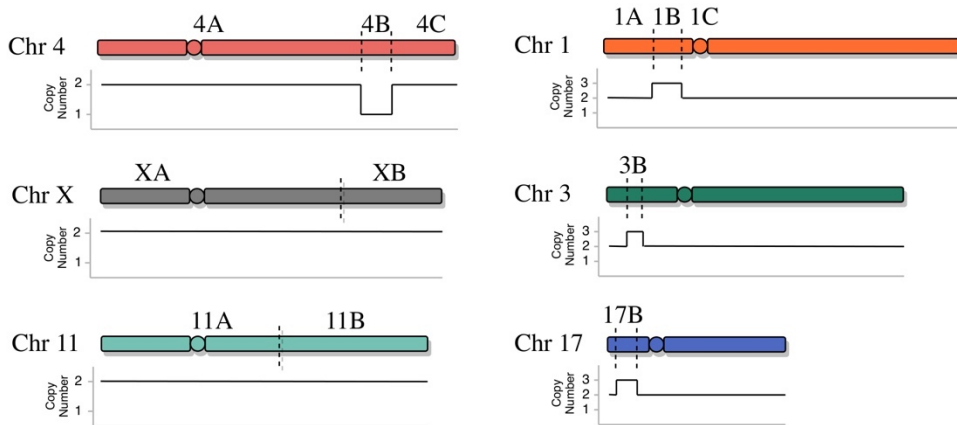 4A 4B 4C
Chr 4
2
1
Copy
Number
XA XB
Chr X
2
1
Copy
Number
11A 11B
Chr 11
2
1
Copy
Number
1A 1B 1C
Chr 1
3
2
1
Copy
Number
3B
Chr 3
3
2
1
Copy
Number
17B
Chr 17
3
2
1
Copy
Number